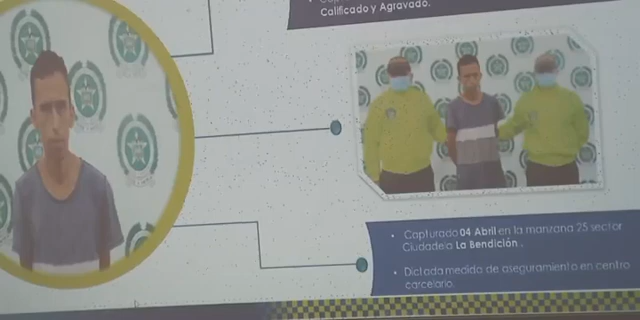 Calificado y Agravado.
• Capturado 04 Abril en la manzana 25 sector
Ciudadela La Bendición .
• Dictada medida de aseguramiento en centro
carcelario.